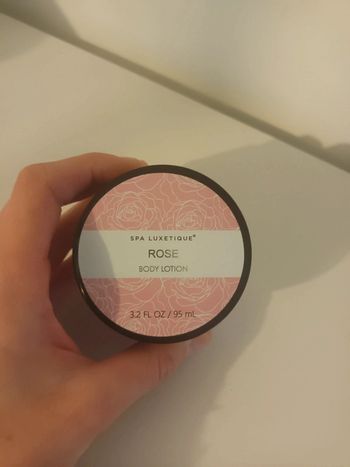 SPA LUXETIQUE®
ROSE
BODY LOTION
3.2 FL OZ / 95 mL